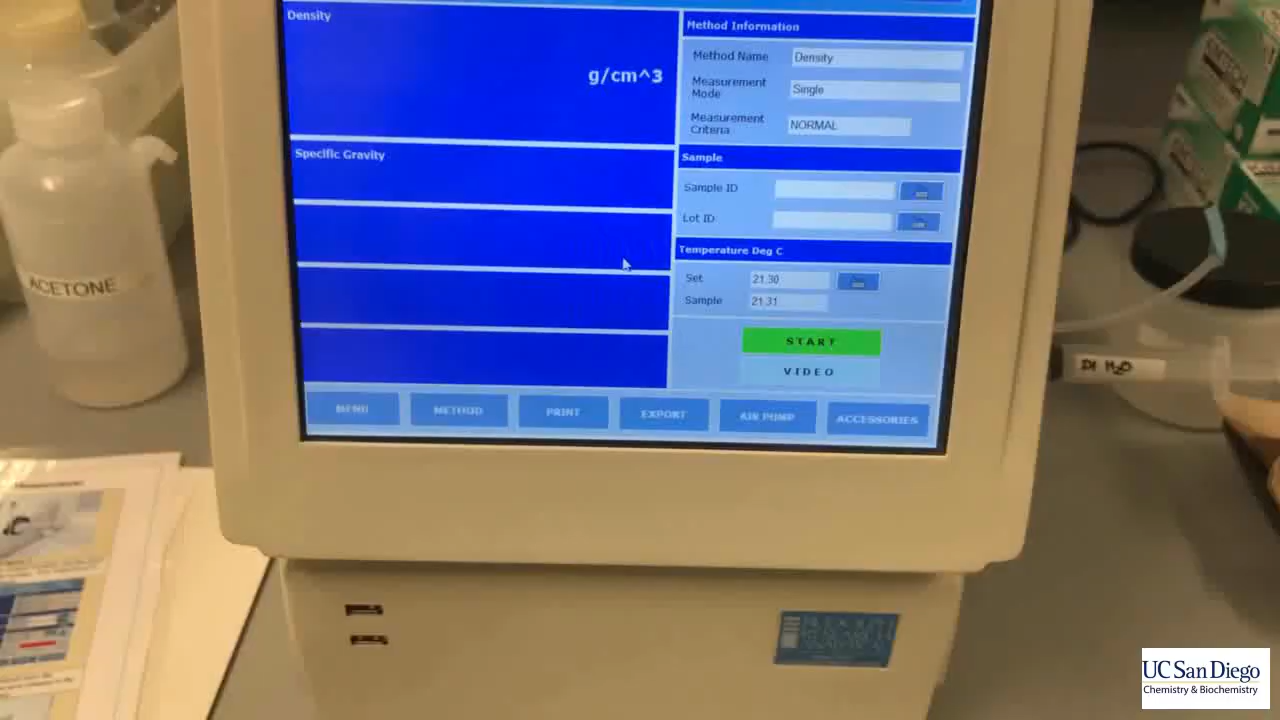 Density
g/cm^3
Specific Gravity
Method Information
Method Name
Density
Measurement
Mode
Single
Measurement
Criteria
NORMAL
Sample
Sample ID
Lot ID
Temperature Deg C
Set
21.30
Sample
21.31
START
VIDEO
MENU
METHOD
PRINT
EXPORT
AIR PUMP
ACCESSORIES
ACETONE
DI H2O
UC San Diego
Chemistry & Biochemistry